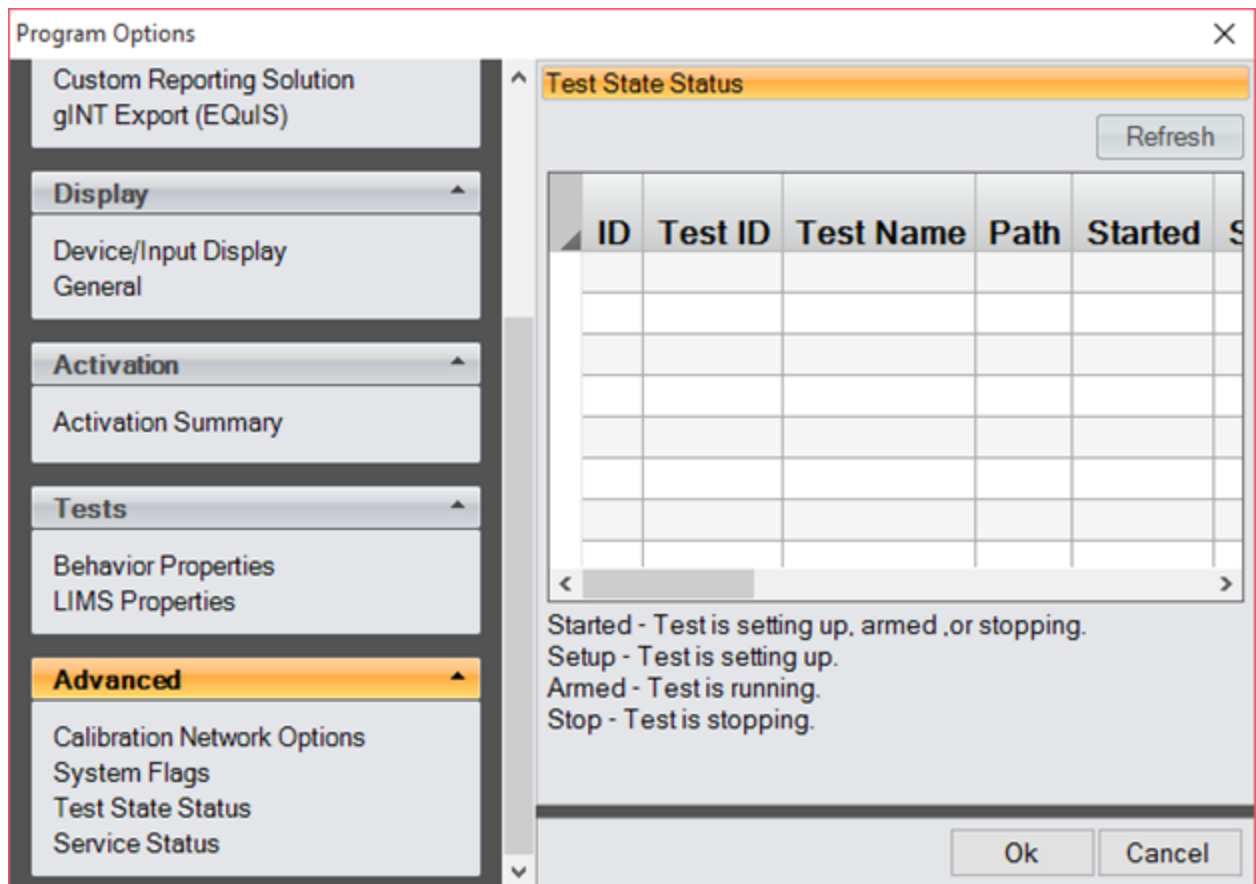 Program Options
Custom Reporting Solution
gINT Export (EQuIS)
Display
Device/Input Display
General
Activation
Activation Summary
Tests
Behavior Properties
LIMS Properties
Advanced
Calibration Network Options
System Flags
Test State Status
Service Status
Test State Status
Refresh
ID Test ID Test Name Path Started
Started - Test is setting up, armed ,or stopping.
Setup - Test is setting up.
Armed - Test is running.
Stop - Test is stopping.
Ok Cancel